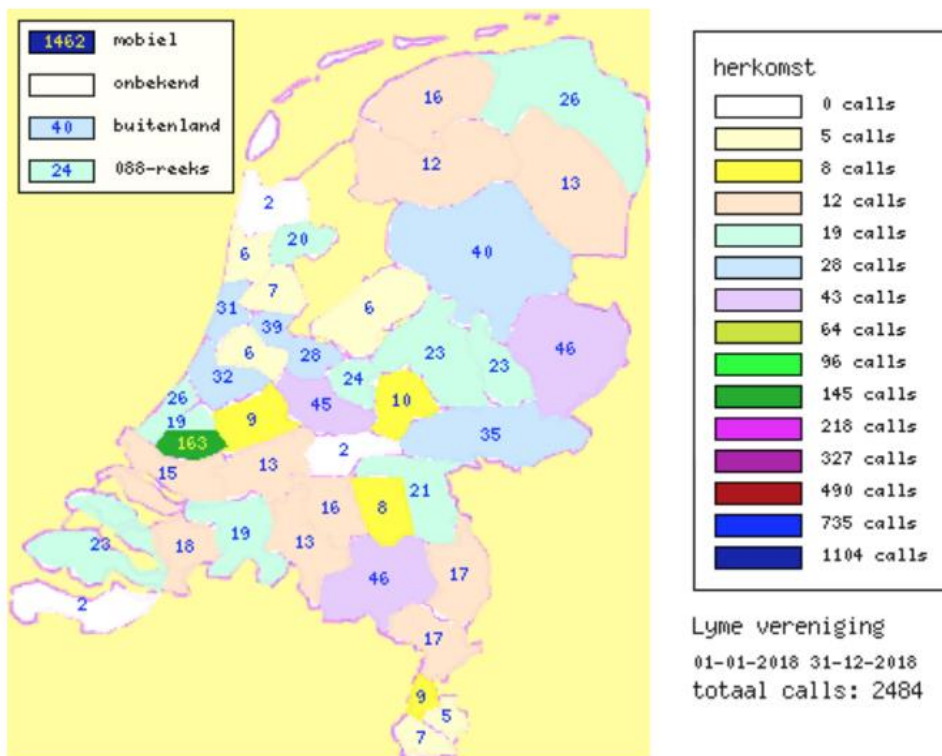 1462 mobiel
onbekend
40 buitenland
24 088-reeks
16
26
12
13
2
20
6
40
7
6
31
39
46
6
28
23
23
32
24
26
45
10
19
9
35
163
2
13
15
21
16
8
19
23
18
13
46
17
2
17
9
5
7
herkomst
0 calls
5 calls
8 calls
12 calls
19 calls
28 calls
43 calls
64 calls
96 calls
145 calls
218 calls
327 calls
490 calls
735 calls
1104 calls
Lyme vereniging
01-01-2018 31-12-2018
totaal calls: 2484